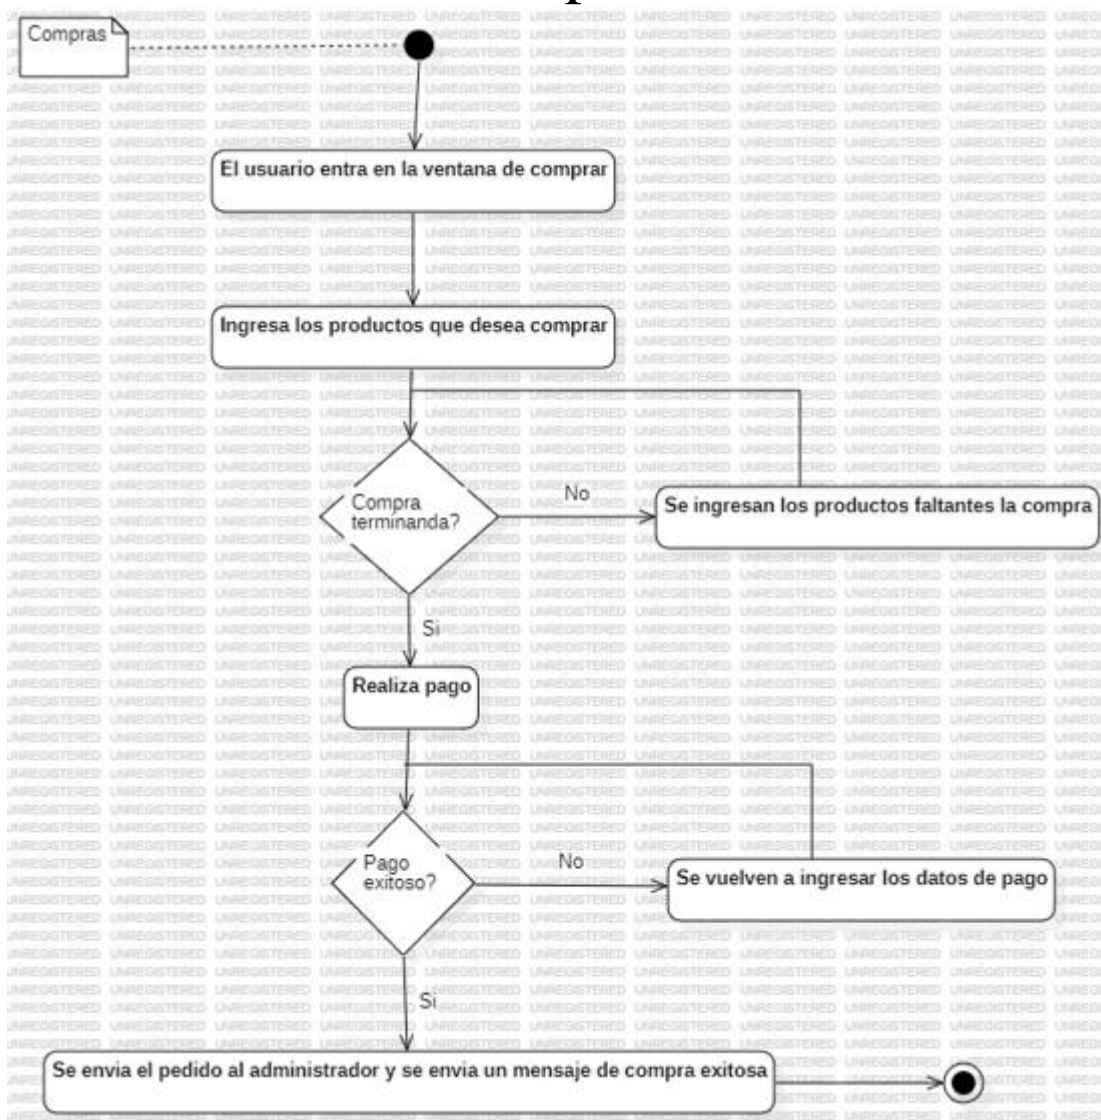 Compras
El usuario entra en la ventana de comprar
Ingresa los productos que desea comprar
Compra
terminanda?
No
Se ingresan los productos faltantes la compra
Si
Realiza pago
Pago
exitoso?
No
Se vuelven a ingresar los datos de pago
Si
Se envia el pedido al administrador y se envia un mensaje de compra exitosa
UNREGISTERED